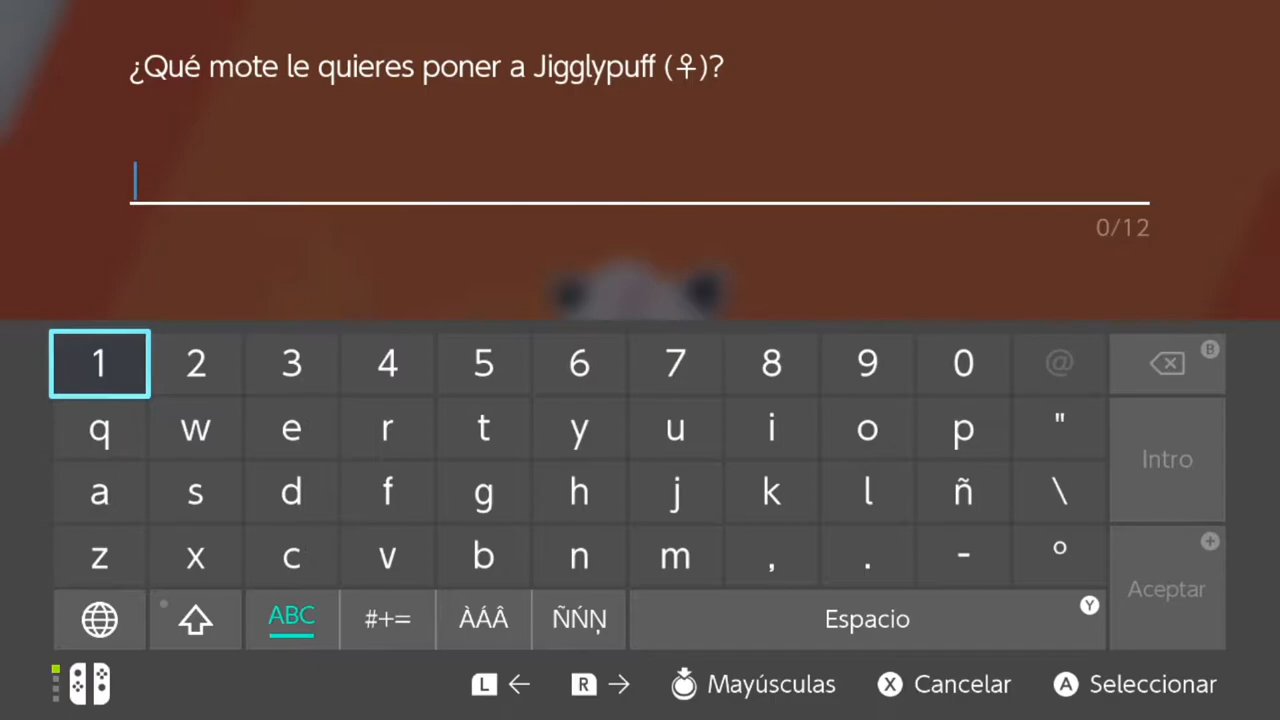 ¿Qué mote le quieres poner a Jigglypuff (♀)?
0/12
1 2 3 4 5 6 7 8 9 0 @ B
q w e r t y u i o p "
Intro
a s d f g h j k l ñ \
z x c v b n m , . - º +
Aceptar
ABC #+= ÀÁÂ ÑŃŅ Espacio Y
L ← R → Mayúsculas X Cancelar A Seleccionar